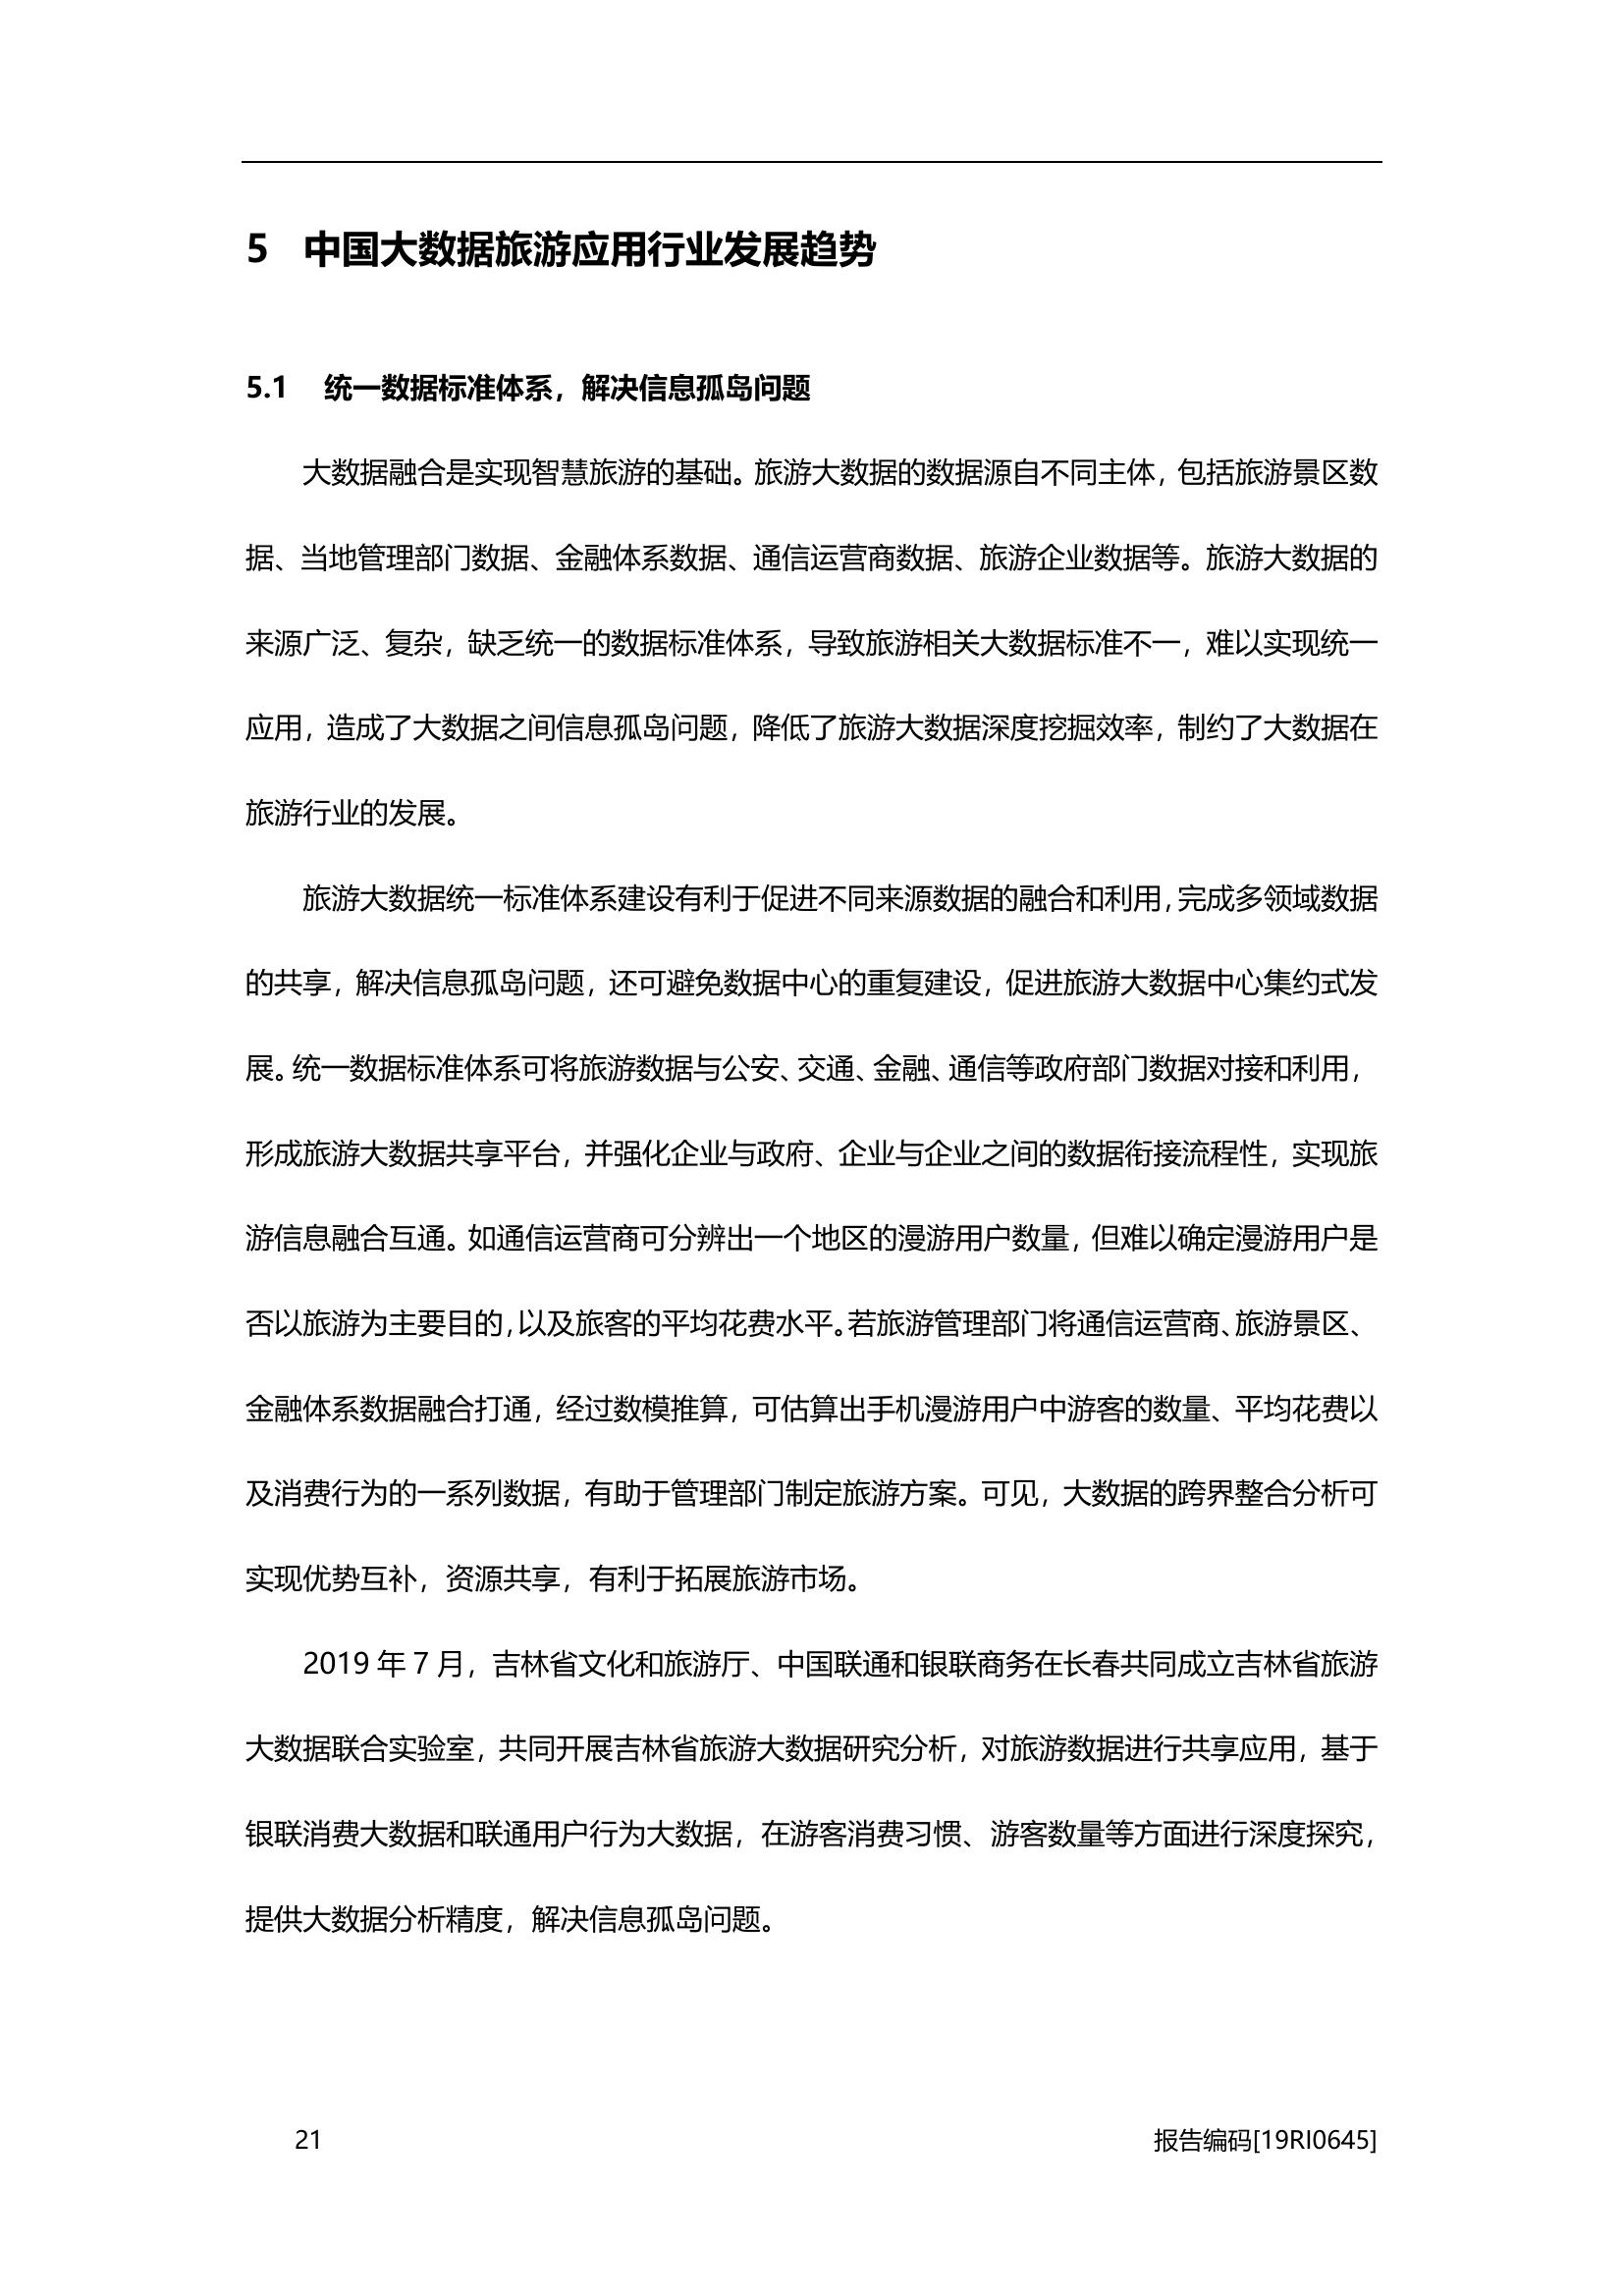 5 中国大数据旅游应用行业发展趋势
5.1 统一数据标准体系，解决信息孤岛问题
大数据融合是实现智慧旅游的基础。旅游大数据的数据源自不同主体，包括旅游景区数
据、当地管理部门数据、金融体系数据、通信运营商数据、旅游企业数据等。旅游大数据的
来源广泛、复杂，缺乏统一的数据标准体系，导致旅游相关大数据标准不一，难以实现统一
应用，造成了大数据之间信息孤岛问题，降低了旅游大数据深度挖掘效率，制约了大数据在
旅游行业的发展。
旅游大数据统一标准体系建设有利于促进不同来源数据的融合和利用，完成多领域数据
的共享，解决信息孤岛问题，还可避免数据中心的重复建设，促进旅游大数据中心集约式发
展。统一数据标准体系可将旅游数据与公安、交通、金融、通信等政府部门数据对接和利用，
形成旅游大数据共享平台，并强化企业与政府、企业与企业之间的数据衔接流程性，实现旅
游信息融合互通。如通信运营商可分辨出一个地区的漫游用户数量，但难以确定漫游用户是
否以旅游为主要目的，以及旅客的平均花费水平。若旅游管理部门将通信运营商、旅游景区、
金融体系数据融合打通，经过数模推算，可估算出手机漫游用户中游客的数量、平均花费以
及消费行为的一系列数据，有助于管理部门制定旅游方案。可见，大数据的跨界整合分析可
实现优势互补，资源共享，有利于拓展旅游市场。
2019 年 7 月，吉林省文化和旅游厅、中国联通和银联商务在长春共同成立吉林省旅游
大数据联合实验室，共同开展吉林省旅游大数据研究分析，对旅游数据进行共享应用，基于
银联消费大数据和联通用户行为大数据，在游客消费习惯、游客数量等方面进行深度探究，
提供大数据分析精度，解决信息孤岛问题。
21 报告编码[19RI0645]